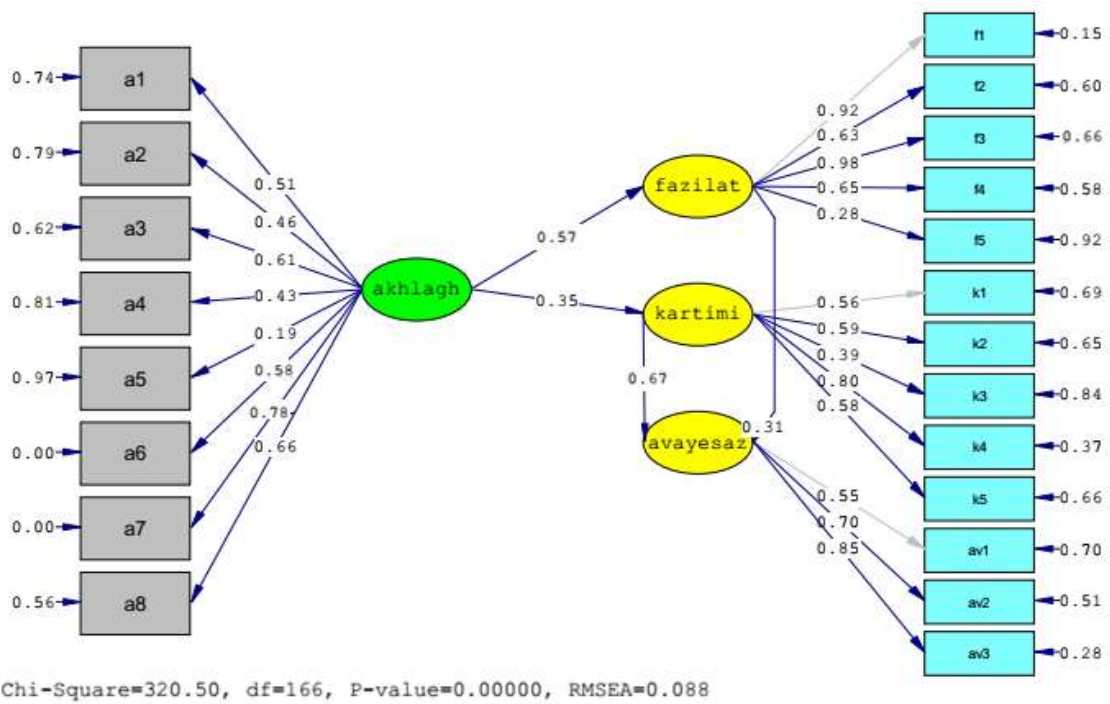 0.74
a1
0.79
a2
0.62
a3
0.81
a4
0.97
a5
0.00
a6
0.00
a7
0.56
a8
0.51
0.46
0.61
0.43
0.19
0.58
0.78
0.66
akhlagh
0.57
0.35
fazilat
kartimi
0.67
avayesaz
0.31
0.92
0.63
0.98
0.65
0.28
0.56
0.59
0.39
0.80
0.58
0.55
0.70
0.85
f1
0.15
f2
0.60
f3
0.66
f4
0.58
f5
0.92
k1
0.69
k2
0.65
k3
0.84
k4
0.37
k5
0.66
av1
0.70
av2
0.51
av3
0.28
Chi-Square=320.50, df=166, P-value=0.00000, RMSEA=0.088